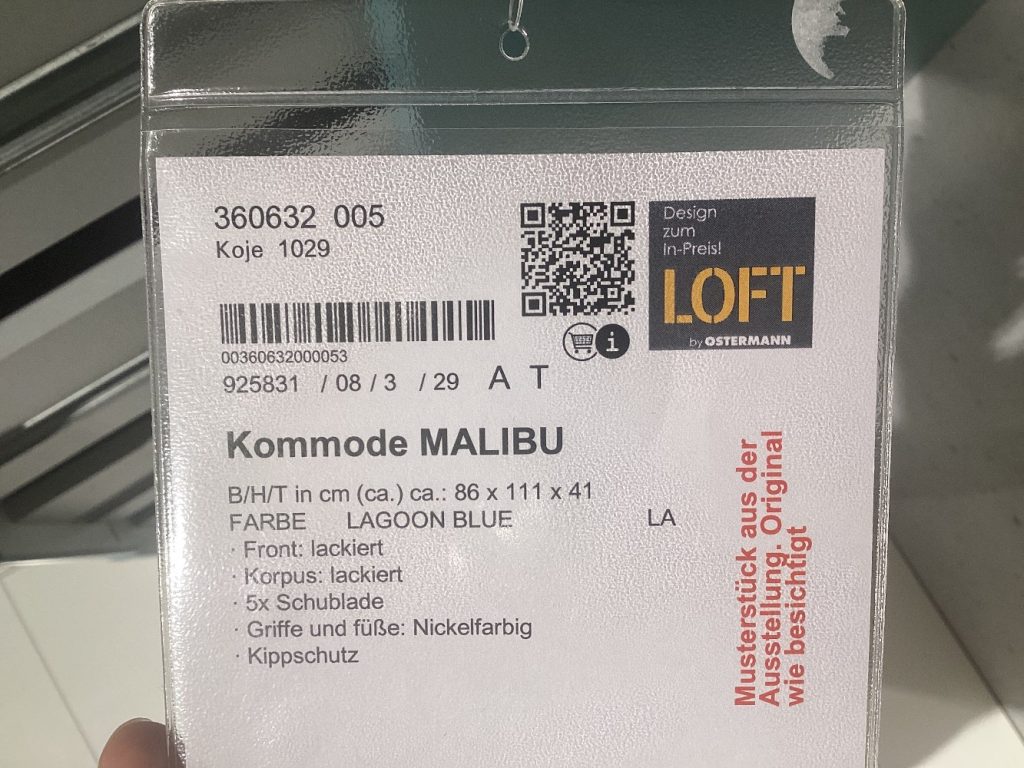 360632 005
Koje 1029
Design
zum
In-Preis!
LOFT
by OSTERMANN
i
00360632000053
925831 / 08 / 3 / 29 A T
Kommode MALIBU
B/H/T in cm (ca.) ca.: 86 x 111 x 41
FARBE LAGOON BLUE LA
· Front: lackiert
· Korpus: lackiert
· 5x Schublade
· Griffe und füße: Nickelfarbig
· Kippschutz
Musterstück aus der
Ausstellung. Original
wie besichtigt